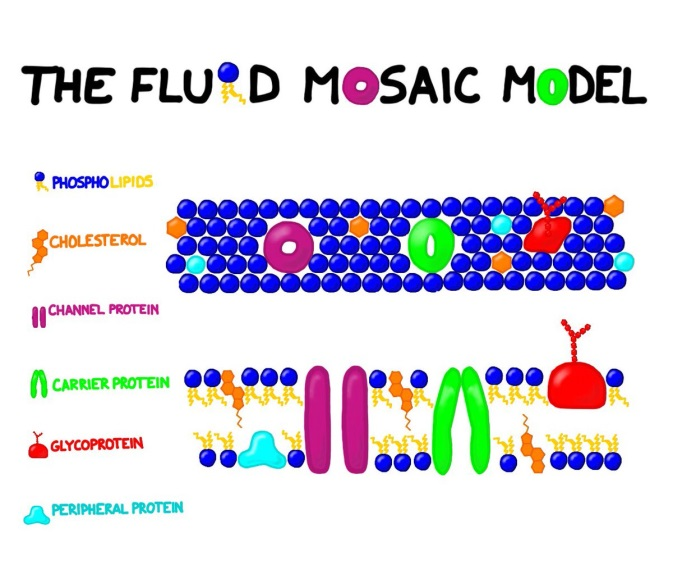 THE FLUID MOSAIC MODEL
PHOSPHOLIPIDS
CHOLESTEROL
CHANNEL PROTEIN
CARRIER PROTEIN
GLYCOPROTEIN
PERIPHERAL PROTEIN